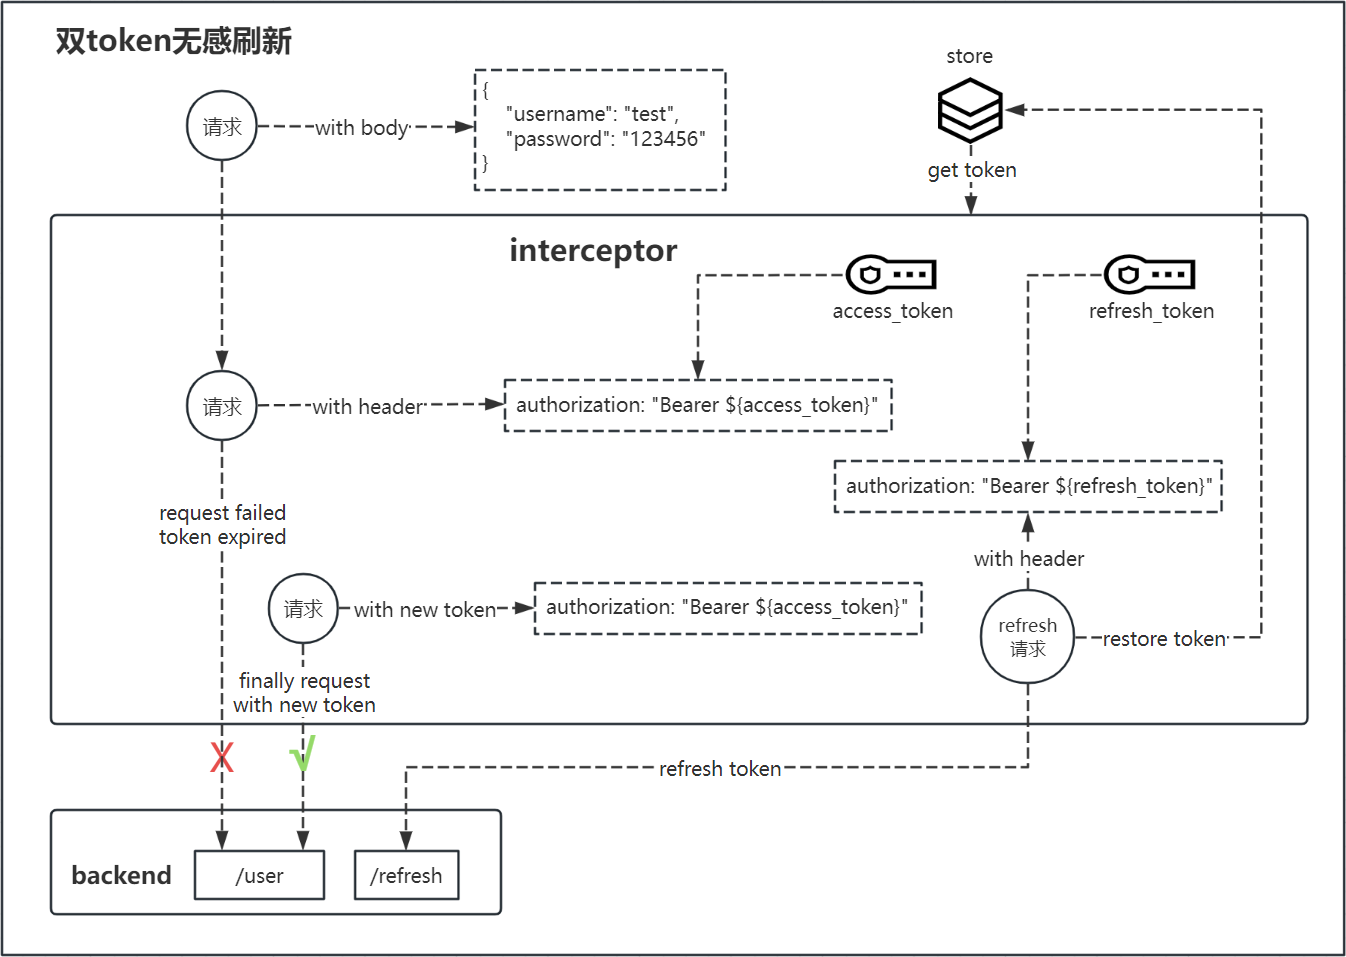 双token无感刷新
store
请求
with body
{
"username": "test",
"password": "123456"
}
get token
interceptor
access_token
refresh_token
请求
with header
authorization: "Bearer ${access_token}"
authorization: "Bearer ${refresh_token}"
request failed
token expired
with header
请求
with new token
authorization: "Bearer ${access_token}"
refresh
请求
restore token
finally request
with new token
X
√
refresh token
backend
/user
/refresh